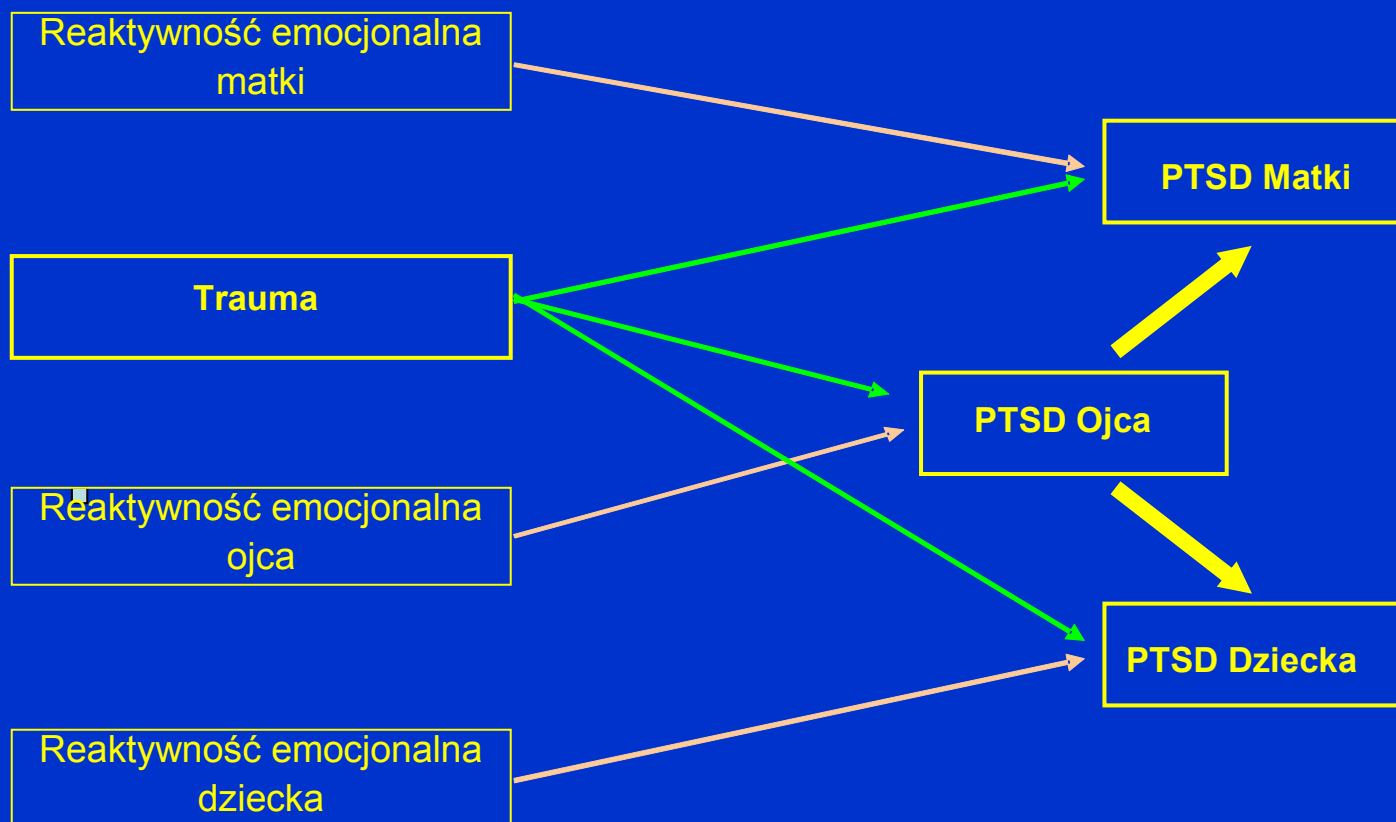 Reaktywność emocjonalna
matki
PTSD Matki
Trauma
PTSD Ojca
Reaktywność emocjonalna
ojca
PTSD Dziecka
Reaktywność emocjonalna
dziecka